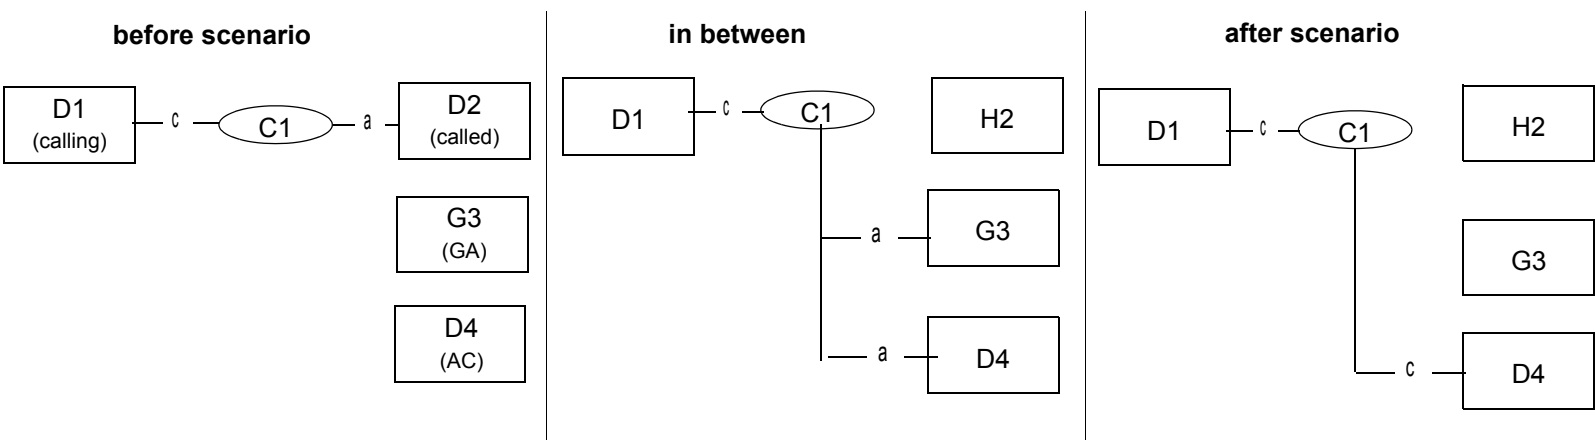 before scenario
D1
(calling)
c
C1
a
D2
(called)
G3
(GA)
D4
(AC)
in between
D1
c
C1
H2
a
G3
a
D4
after scenario
D1
c
C1
H2
G3
c
D4